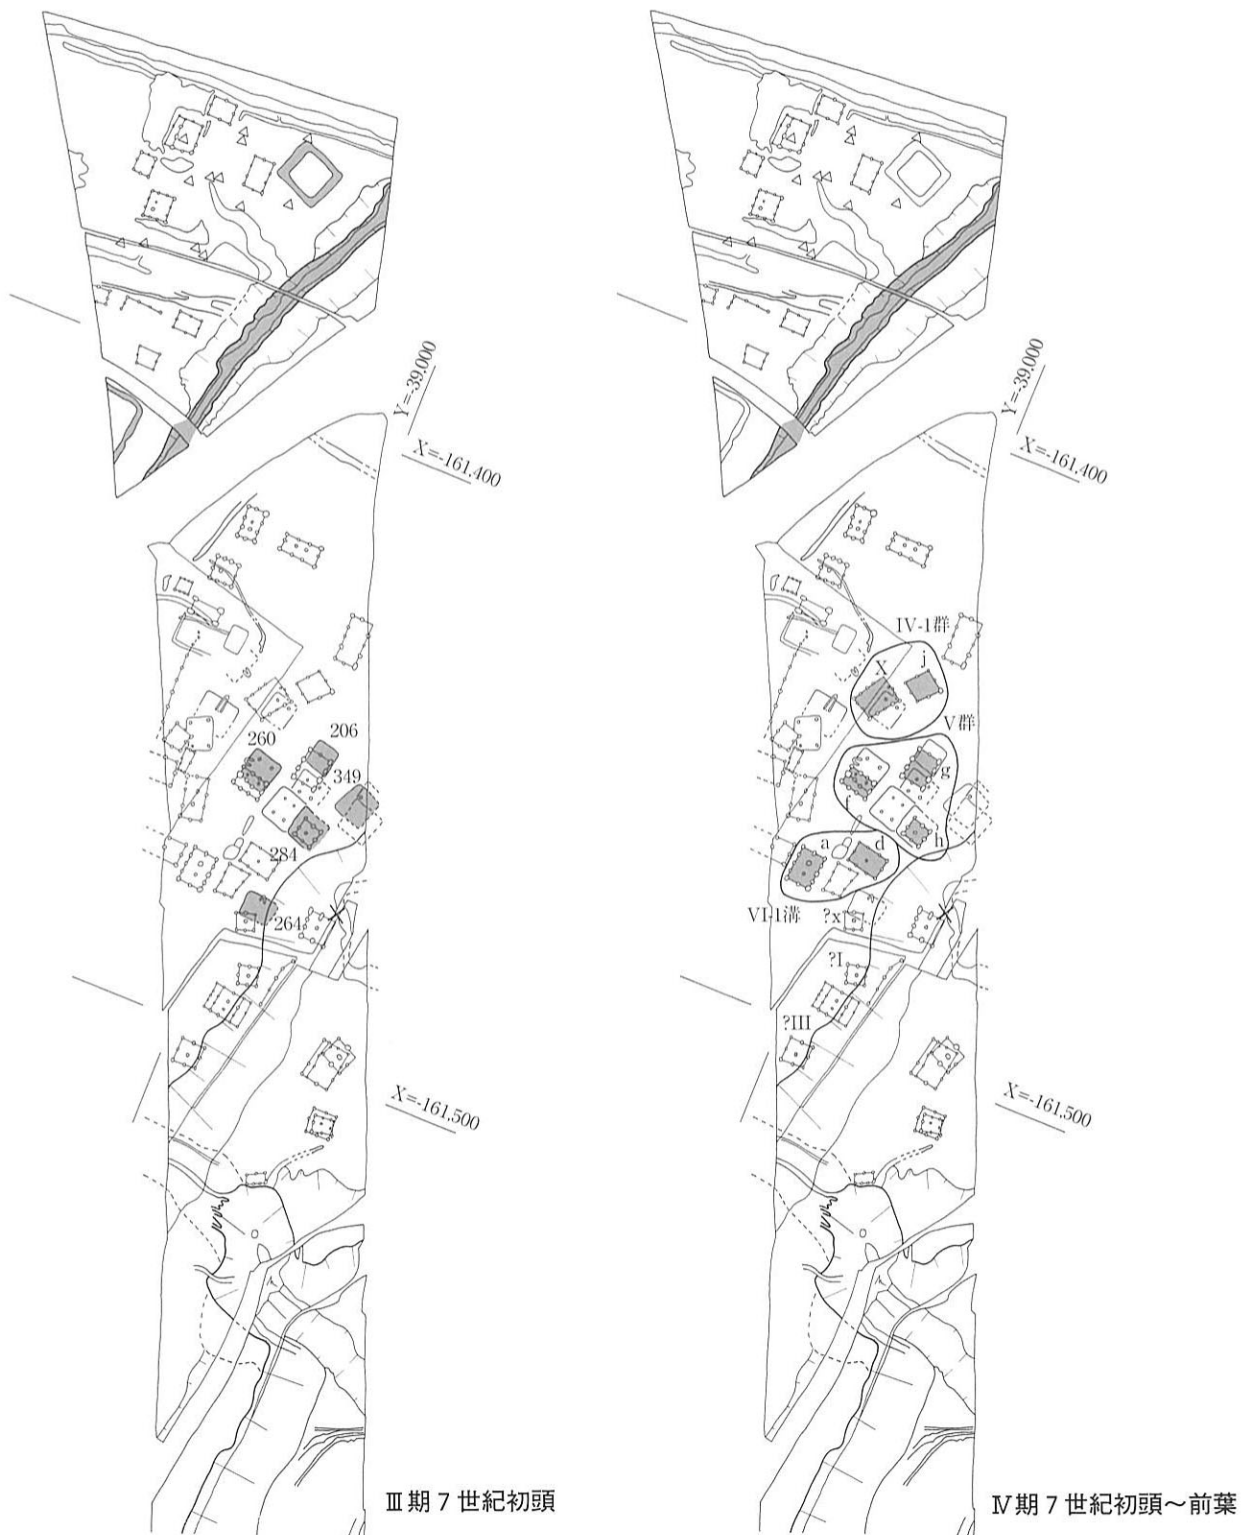 Y=-39,000
X=-161,400
260
206
349
284
264
X=-161,500
Ⅲ期7世紀初頭
Y=-39,000
X=-161,400
IV-1群
X
j
V群
g
f
h
a
d
VI-1溝
?x
?I
?III
X=-161,500
Ⅳ期7世紀初頭～前葉